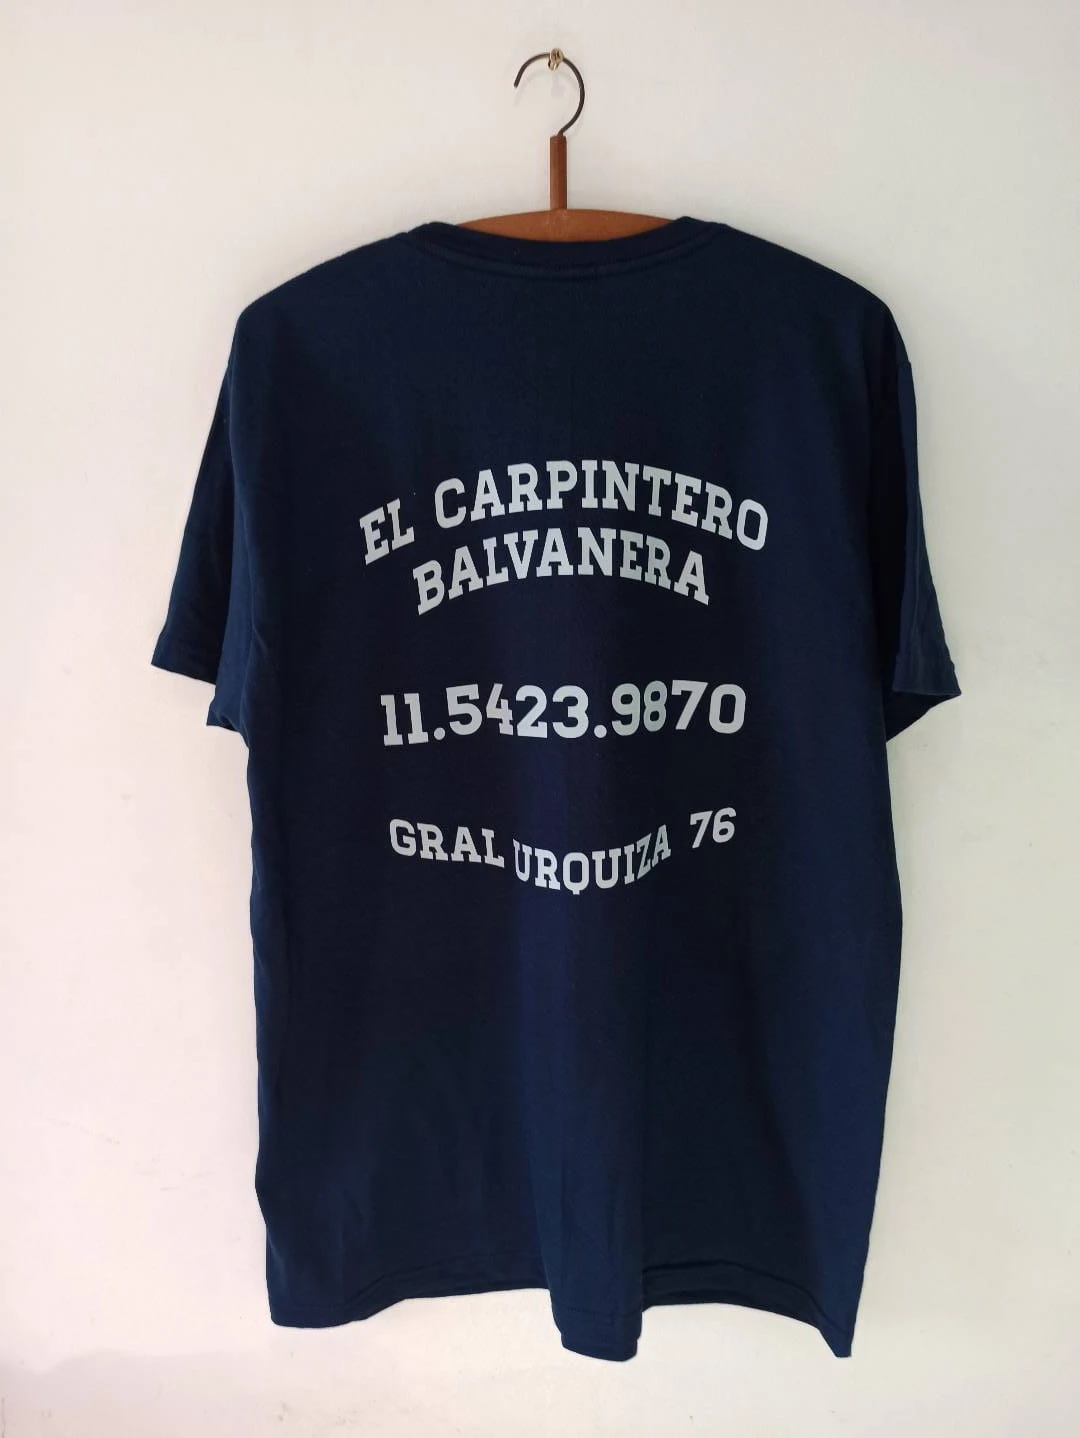 EL CARPINTERO
BALVANERA
11.5423.9870
GRAL URQUIZA 76